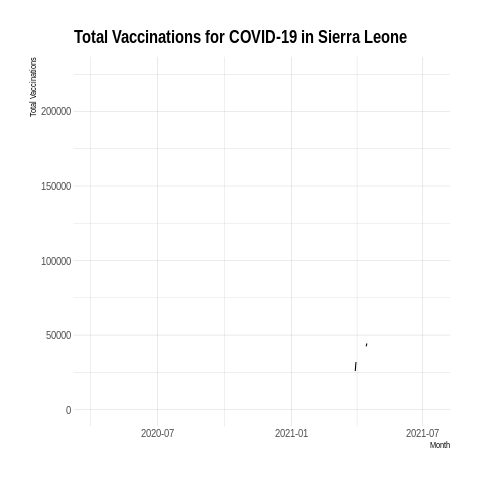 Total Vaccinations for COVID-19 in Sierra Leone
Total Vaccinations
200000
150000
100000
50000
0
2020-07 2021-01 2021-07
Month